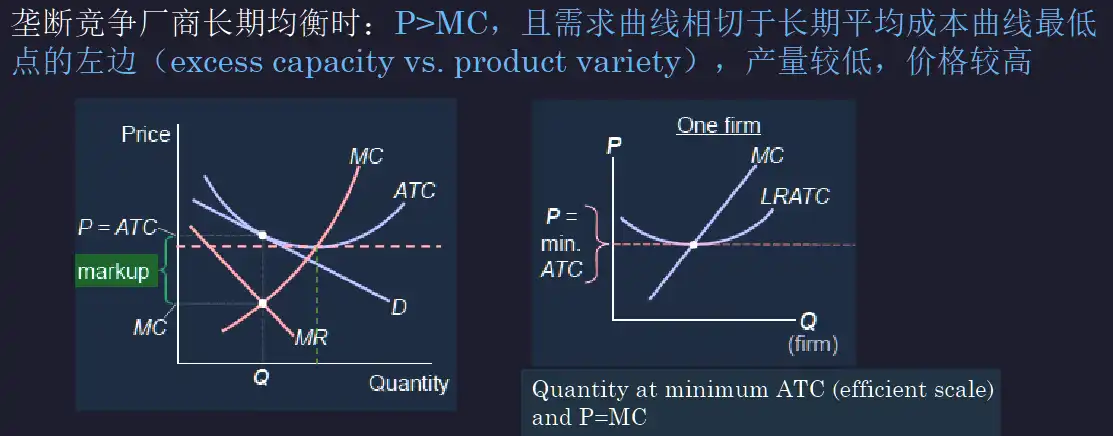 垄断竞争厂商长期均衡时：P>MC，且需求曲线相切于长期平均成本曲线最低
点的左边（excess capacity vs. product variety），产量较低，价格较高
Price
MC
ATC
P = ATC
markup
MC
D
MR
Q
Quantity
One firm
P
MC
LRATC
P =
min.
ATC
Q
(firm)
Quantity at minimum ATC (efficient scale)
and P=MC